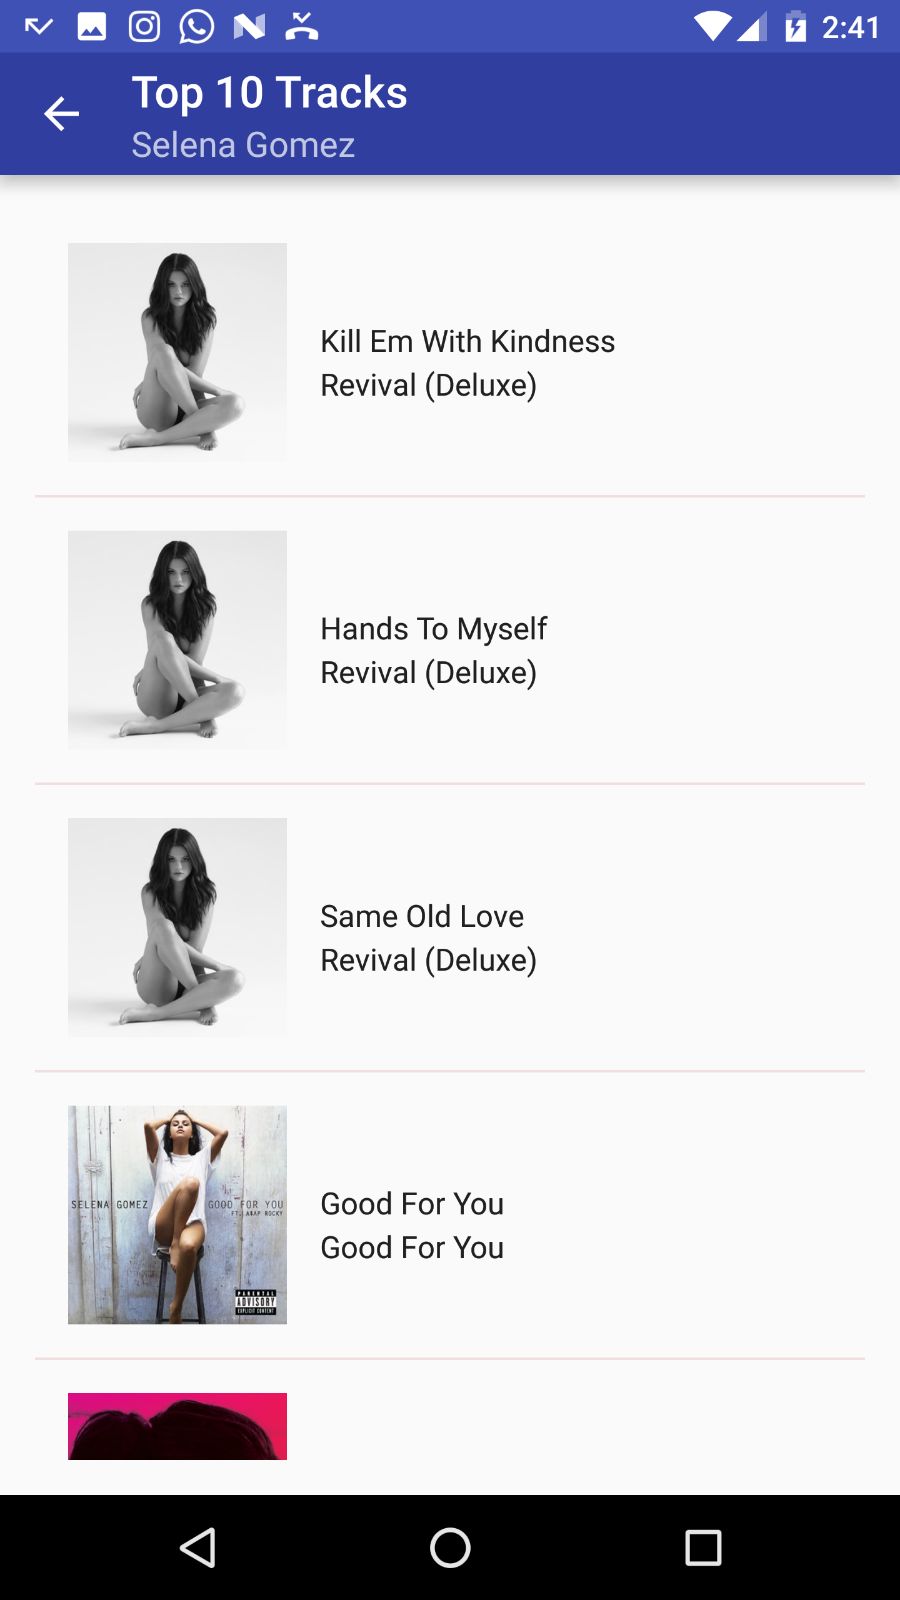 2:41
Top 10 Tracks
Selena Gomez
Kill Em With Kindness
Revival (Deluxe)
Hands To Myself
Revival (Deluxe)
Same Old Love
Revival (Deluxe)
SELENA GOMEZ
GOOD FOR YOU
FT. A$AP ROCKY
PARENTAL
ADVISORY
EXPLICIT CONTENT
Good For You
Good For You